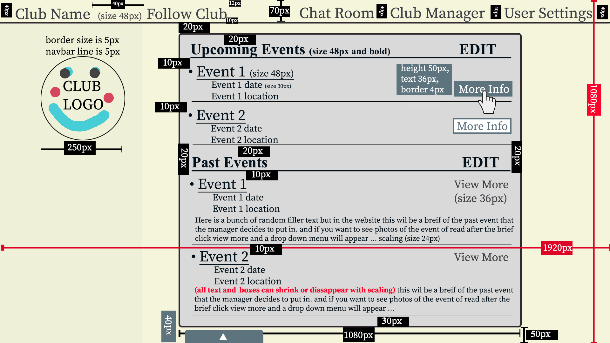 Club Name (size 48px) Follow Club 70px Chat Room Club Manager User Settings
border size is 5px
navbar line is 5px
CLUB
LOGO
250px
20px
20px
Upcoming Events (size 48px and bold) EDIT
10px
Event 1 (size 48px)
Event 1 date (size 30px)
Event 1 location
height 50px,
text 36px,
border 4px
More Info
10px
Event 2
Event 2 date
Event 2 location
More Info
20px
20px
20px
Past Events EDIT
10px
Event 1
Event 1 date
Event 1 location
View More
(size 36px)
Here is a bunch of random filler text but in the website this wil be a breif of the past event that
the manager decides to put in. and if you want to see photos of the event of read after the brief
click view more and a drop down menu will appear ... scaling (size 24px)
10px
Event 2
Event 2 date
Event 2 location
View More
(all text and boxes can shrink or dissappear with scaling) this wil be a breif of the past event
that the manager decides to put in. and if you want to see photos of the event of read after the
brief click view more and a drop down menu will appear ...
30px
40px
1080px
50px
1080px
1920px